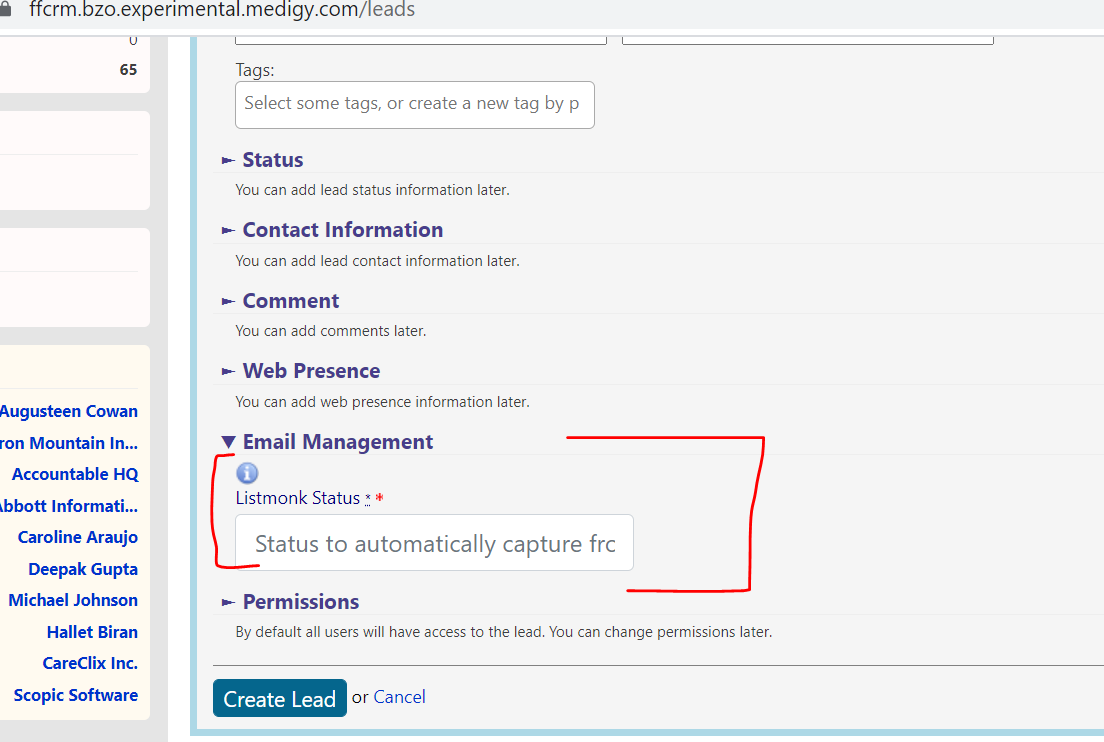 ffcrm.bzo.experimental.medigy.com/leads
0
65
Tags:
Select some tags, or create a new tag by p
► Status
You can add lead status information later.
► Contact Information
You can add lead contact information later.
► Comment
You can add comments later.
► Web Presence
You can add web presence information later.
▼ Email Management
i
Listmonk Status * *
Status to automatically capture frc
► Permissions
By default all users will have access to the lead. You can change permissions later.
Create Lead or Cancel
Augusteen Cowan
ron Mountain In...
Accountable HQ
Abbott Informati...
Caroline Araujo
Deepak Gupta
Michael Johnson
Hallet Biran
CareClix Inc.
Scopic Software